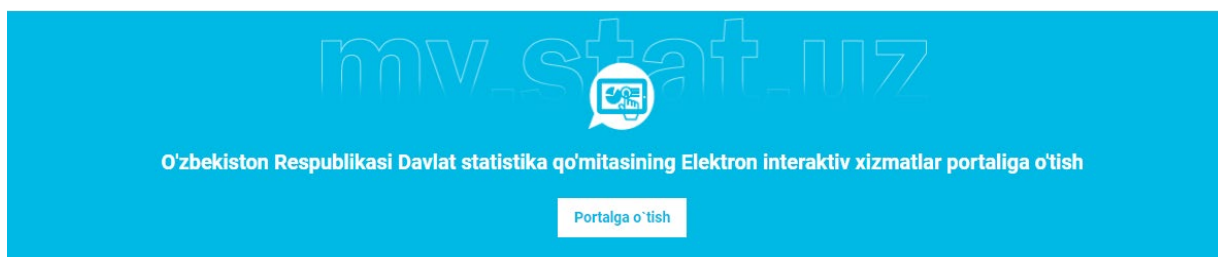 my.stat.uz
O'zbekiston Respublikasi Davlat statistika qo'mitasining Elektron interaktiv xizmatlar portaliga o'tish
Portalga o`tish